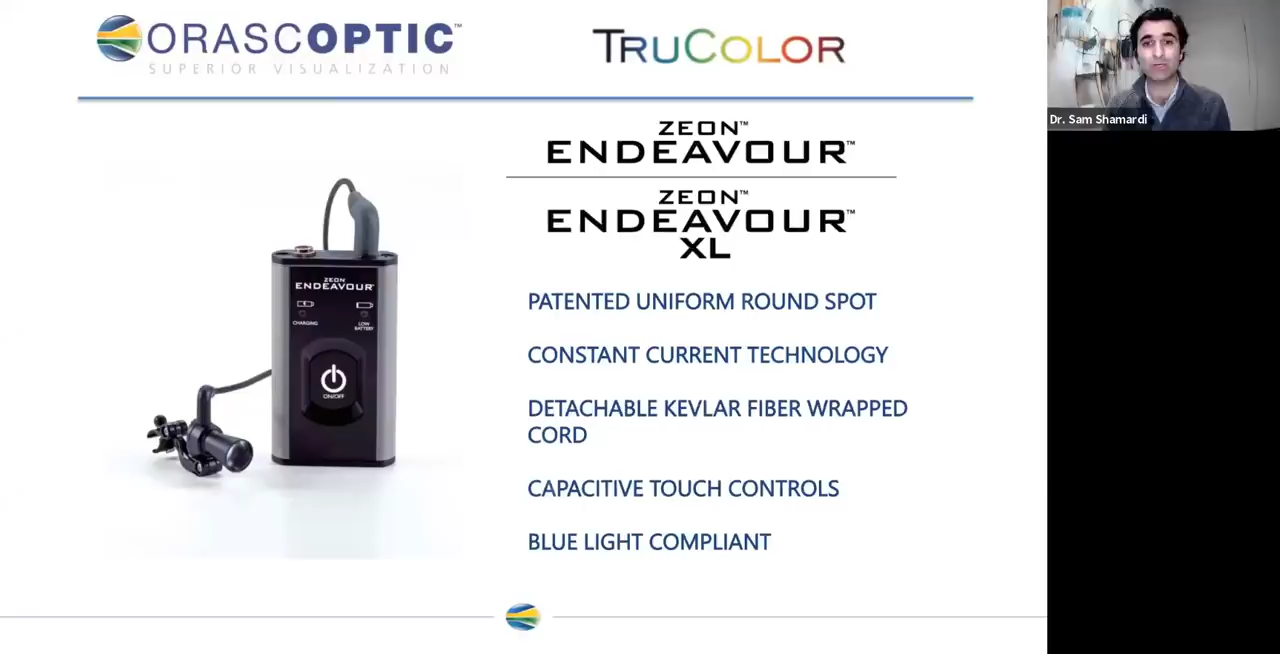 ORASCOPTIC™
SUPERIOR VISUALIZATION
TRUCOLOR
Dr. Sam Shamardi
ZEON™
ENDEAVOUR™
ZEON™
ENDEAVOUR™
XL
ZEON
ENDEAVOUR
CHARGING
LOW
BATTERY
ON/OFF
PATENTED UNIFORM ROUND SPOT
CONSTANT CURRENT TECHNOLOGY
DETACHABLE KEVLAR FIBER WRAPPED
CORD
CAPACITIVE TOUCH CONTROLS
BLUE LIGHT COMPLIANT